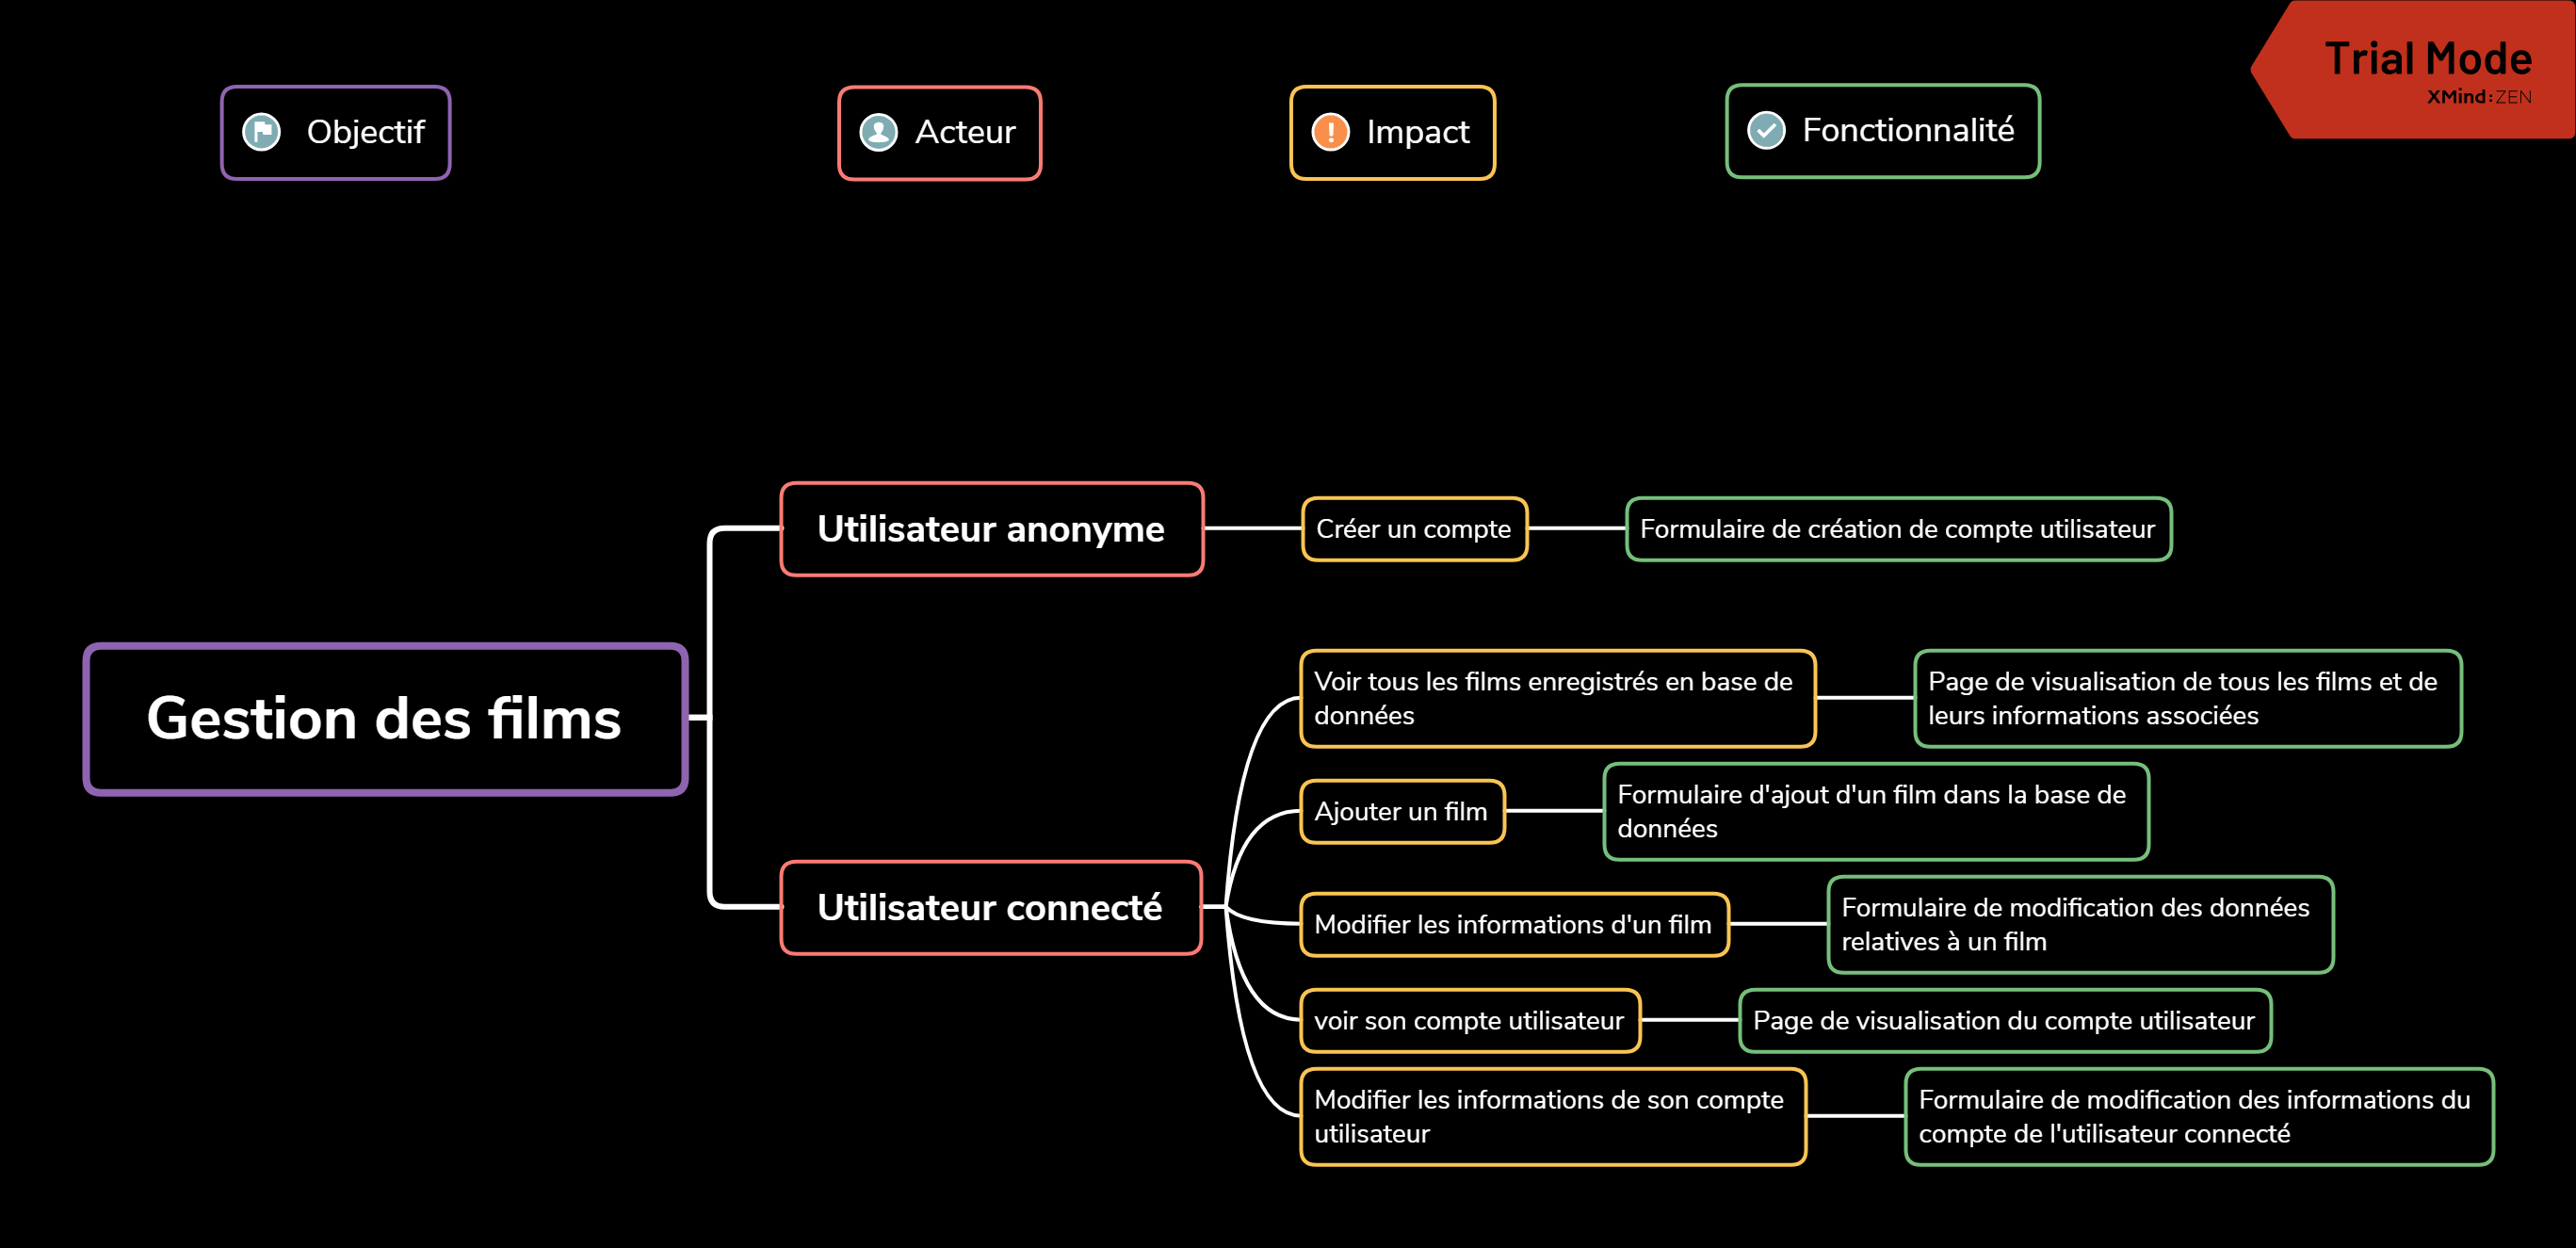 Trial Mode
XMind:ZEN
Objectif
Acteur
Impact
Fonctionnalité
Utilisateur anonyme
Créer un compte
Formulaire de création de compte utilisateur
Gestion des films
Utilisateur connecté
Voir tous les films enregistrés en base de
données
Page de visualisation de tous les films et de
leurs informations associées
Ajouter un film
Formulaire d'ajout d'un film dans la base de
données
Modifier les informations d'un film
Formulaire de modification des données
relatives à un film
voir son compte utilisateur
Page de visualisation du compte utilisateur
Modifier les informations de son compte
utilisateur
Formulaire de modification des informations du
compte de l'utilisateur connecté